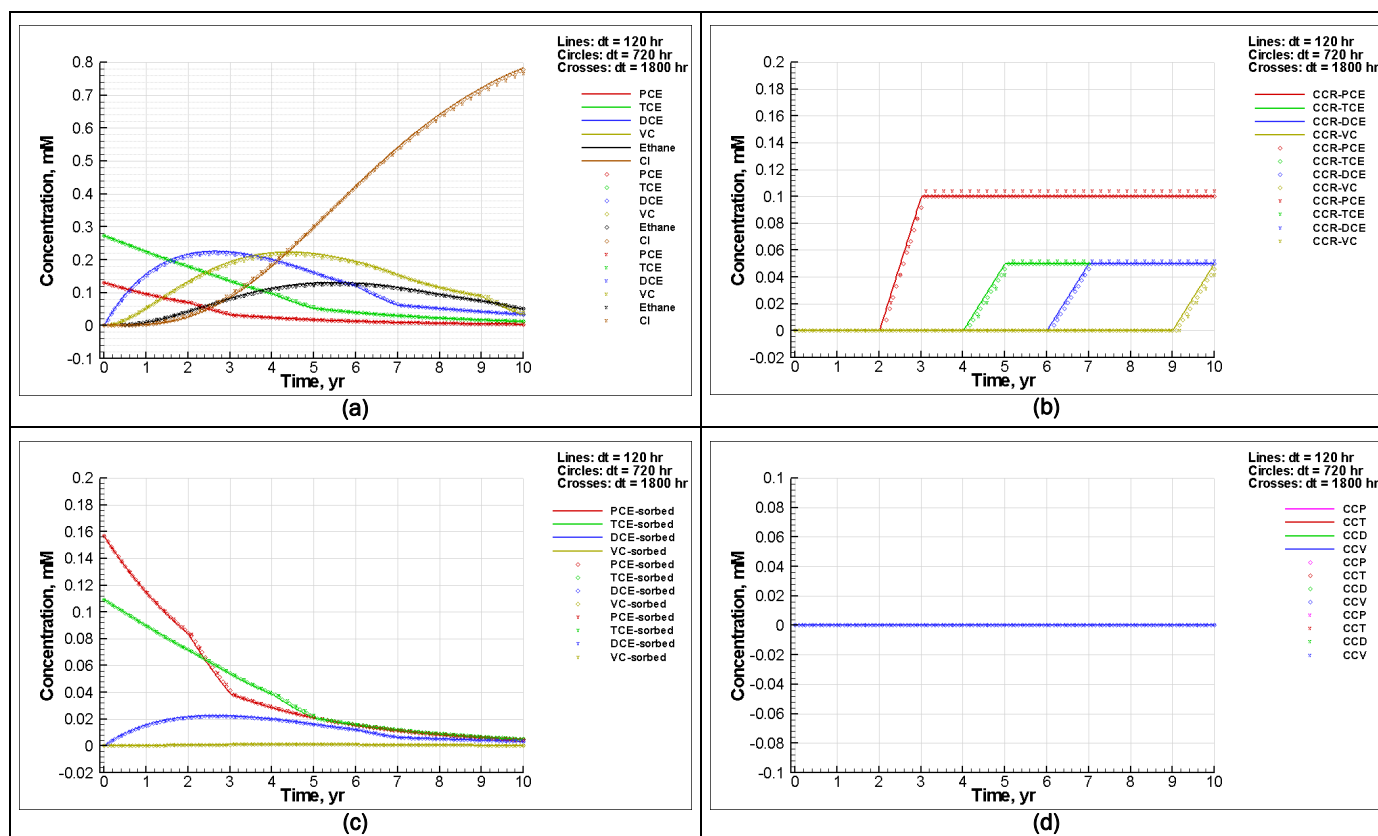 Lines: dt = 120 hr
Circles: dt = 720 hr
Crosses: dt = 1800 hr
PCE
TCE
DCE
VC
Ethane
Cl
PCE
TCE
DCE
VC
Ethane
Cl
PCE
TCE
DCE
VC
Ethane
Cl
Concentration, mM
0.8
0.7
0.6
0.5
0.4
0.3
0.2
0.1
0
-0.1
0 1 2 3 4 5 6 7 8 9 10
Time, yr
(a)
Lines: dt = 120 hr
Circles: dt = 720 hr
Crosses: dt = 1800 hr
CCR-PCE
CCR-TCE
CCR-DCE
CCR-VC
CCR-PCE
CCR-TCE
CCR-DCE
CCR-VC
CCR-PCE
CCR-TCE
CCR-DCE
CCR-VC
Concentration, mM
0.2
0.18
0.16
0.14
0.12
0.1
0.08
0.06
0.04
0.02
0
-0.02
0 1 2 3 4 5 6 7 8 9 10
Time, yr
(b)
Lines: dt = 120 hr
Circles: dt = 720 hr
Crosses: dt = 1800 hr
PCE-sorbed
TCE-sorbed
DCE-sorbed
VC-sorbed
PCE-sorbed
TCE-sorbed
DCE-sorbed
VC-sorbed
PCE-sorbed
TCE-sorbed
DCE-sorbed
VC-sorbed
Concentration, mM
0.2
0.18
0.16
0.14
0.12
0.1
0.08
0.06
0.04
0.02
0
-0.02
0 1 2 3 4 5 6 7 8 9 10
Time, yr
(c)
Lines: dt = 120 hr
Circles: dt = 720 hr
Crosses: dt = 1800 hr
CCP
CCT
CCD
CCV
CCP
CCT
CCD
CCV
CCP
CCT
CCD
CCV
Concentration, mM
0.1
0.08
0.06
0.04
0.02
0
-0.02
-0.04
-0.06
-0.08
-0.1
0 1 2 3 4 5 6 7 8 9 10
Time, yr
(d)